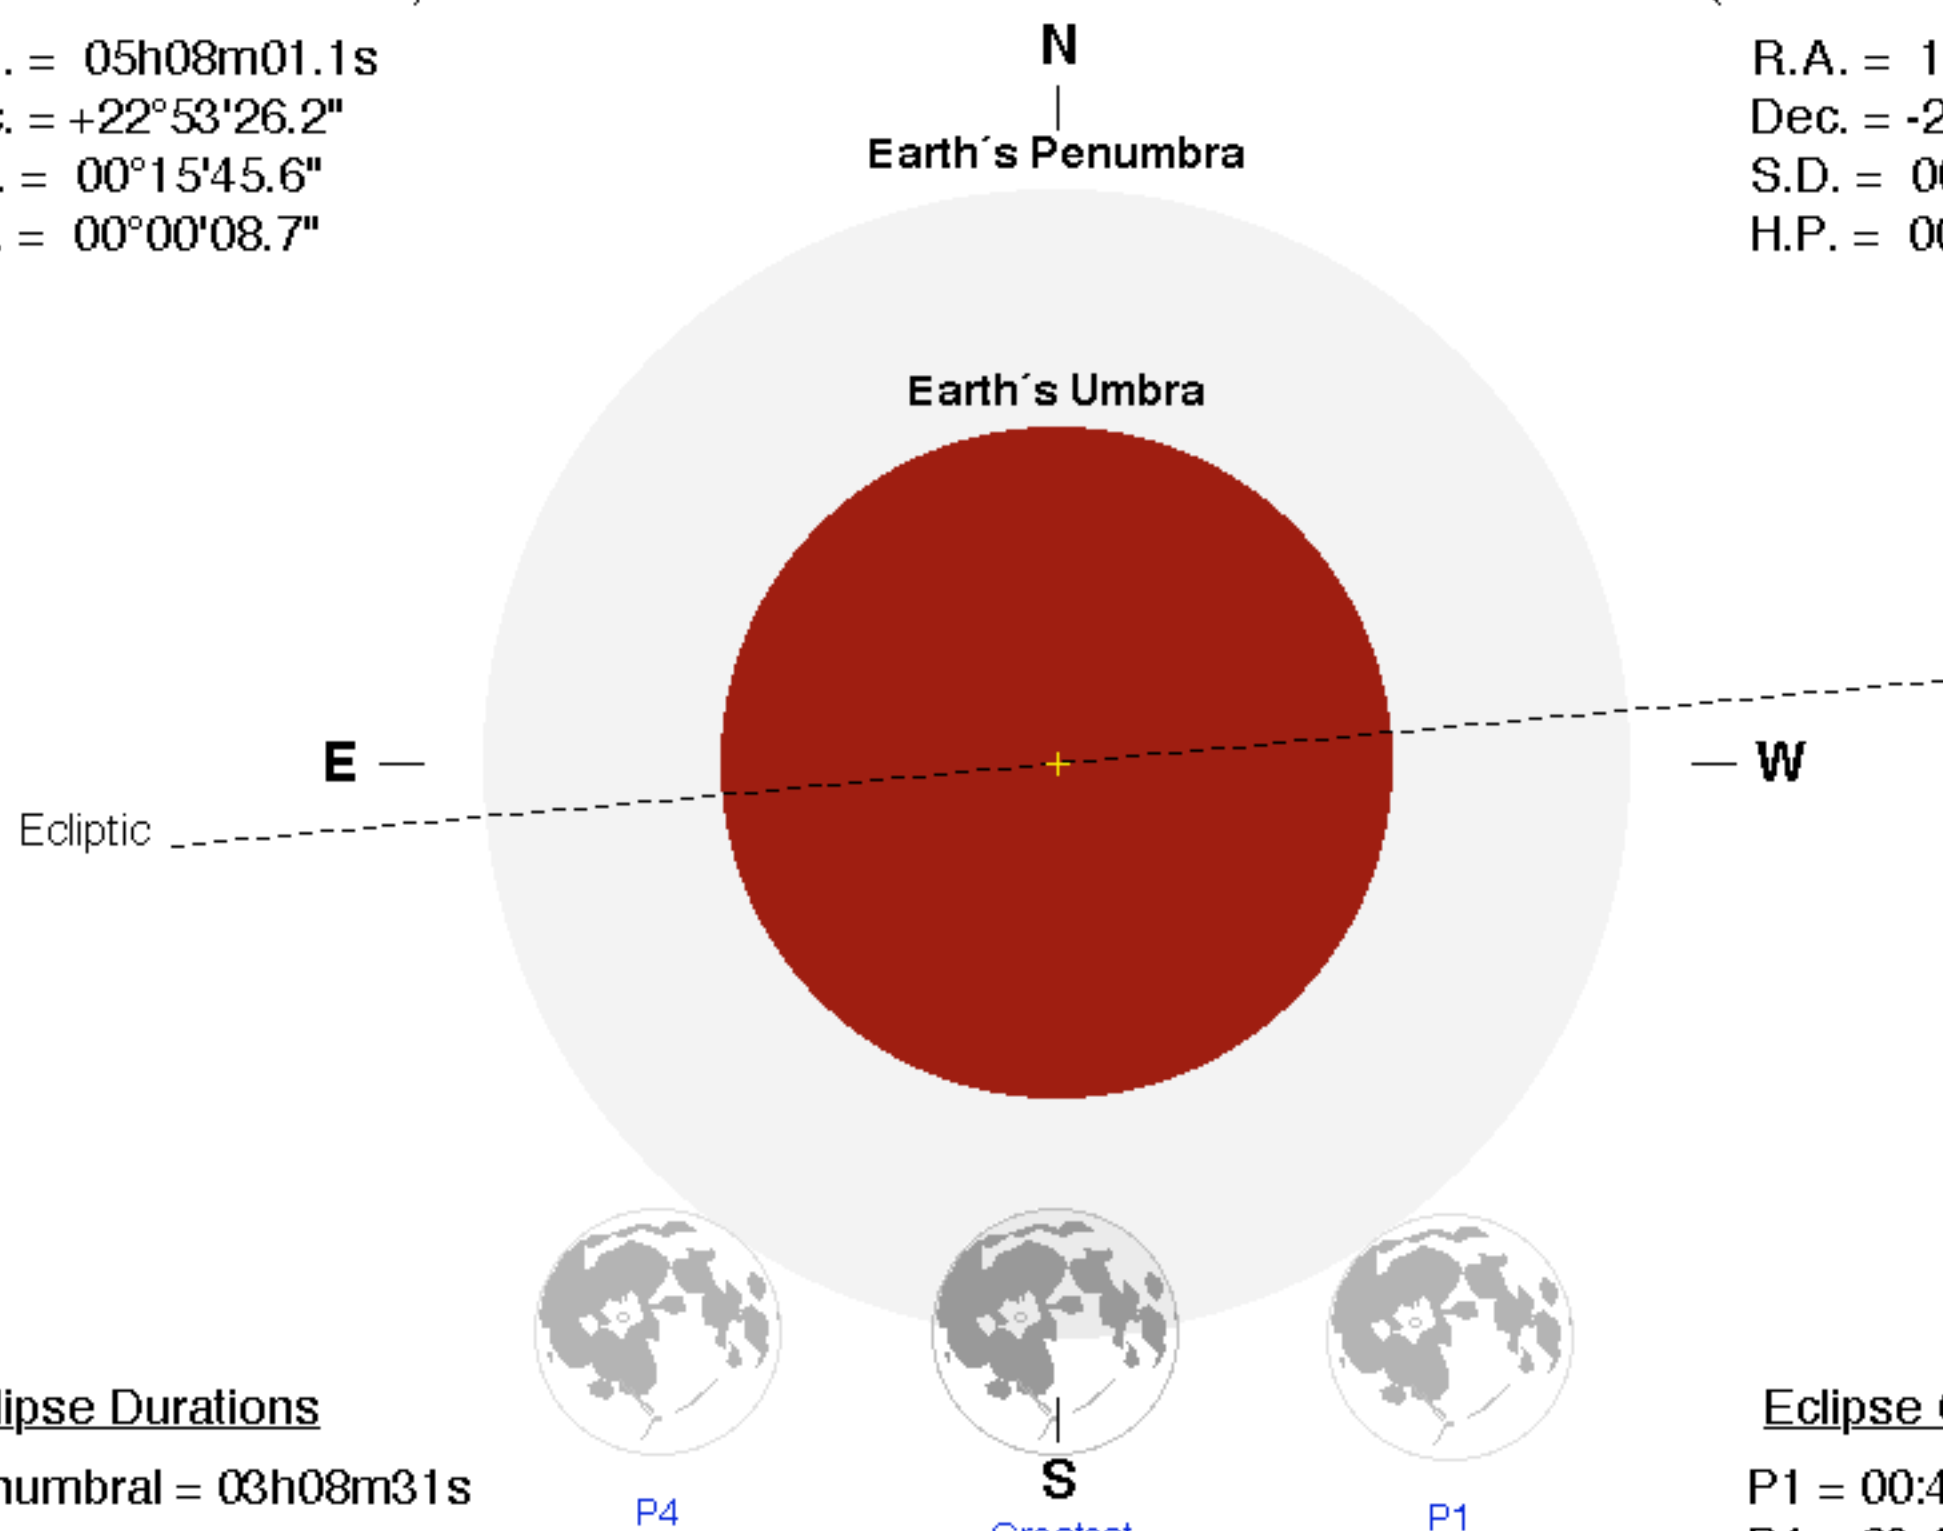 . = 05h08m01.1s
. = +22°53'26.2"
. = 00°15'45.6"
. = 00°00'08.7"
N
Earth´s Penumbra
R.A. = 1
Dec. = -2
S.D. = 0
H.P. = 0
Earth´s Umbra
E
W
Ecliptic
lipse Durations
numbral = 03h08m31s
S
P4
Greatest
P1
Eclipse
P1 = 00:4